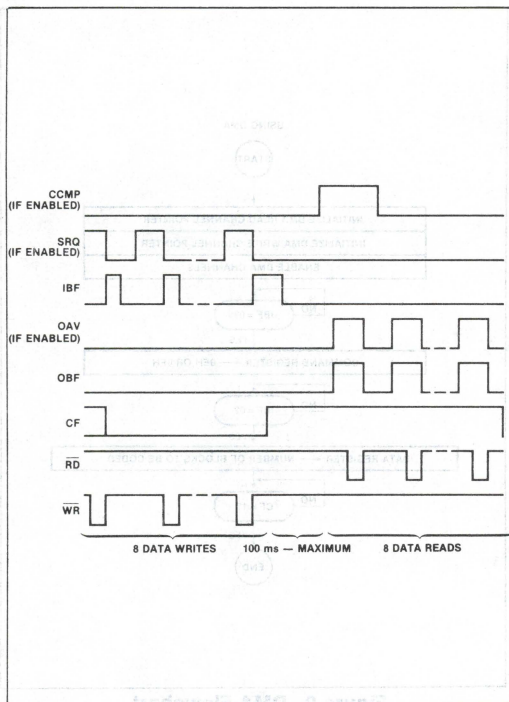 CCMP
(IF ENABLED)
SRQ
(IF ENABLED)
IBF
OAV
(IF ENABLED)
OBF
CF
RD
WR
8 DATA WRITES 100 ms — MAXIMUM 8 DATA READS